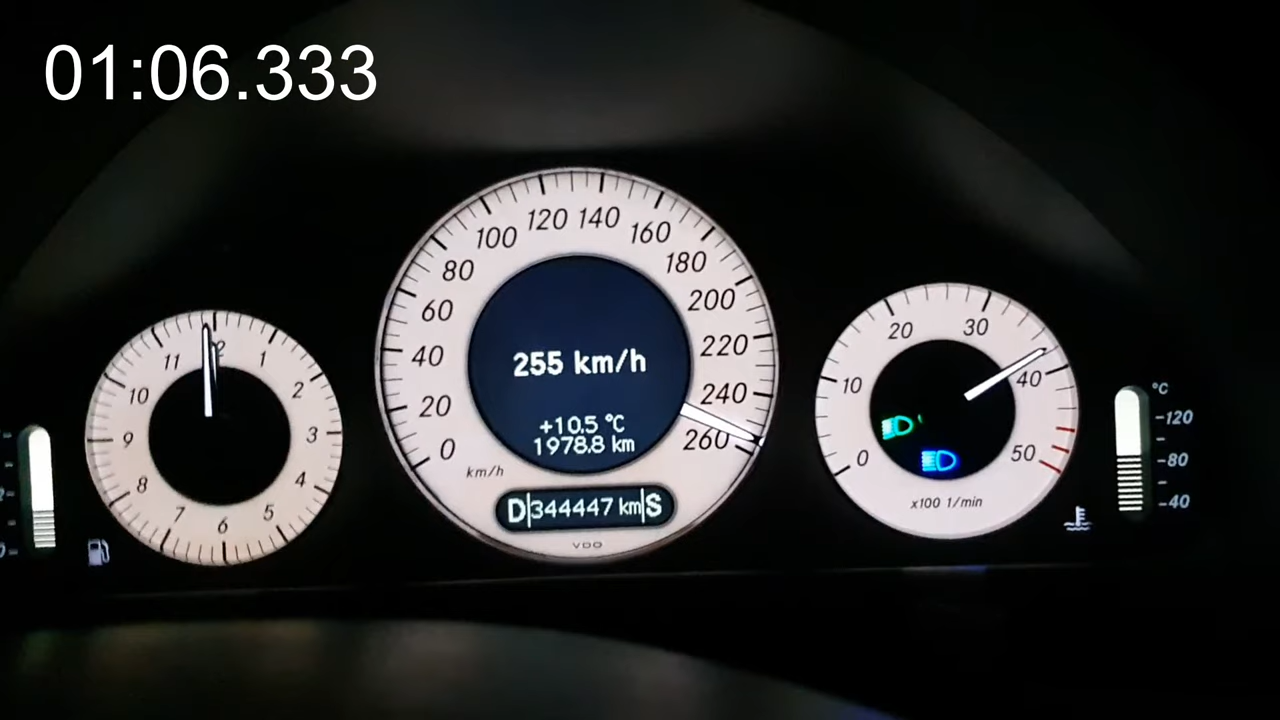 01:06.333
11 12 1
10 2
9 3
8 4
7 6 5
120 140
100 160
80 180
60 200
40 220
20 240
0 260
km/h
255 km/h
+10.5 °C
1978.8 km
D 344447 km S
VDO
20 30
10 40
0 50
x100 1/min
°C
120
80
40